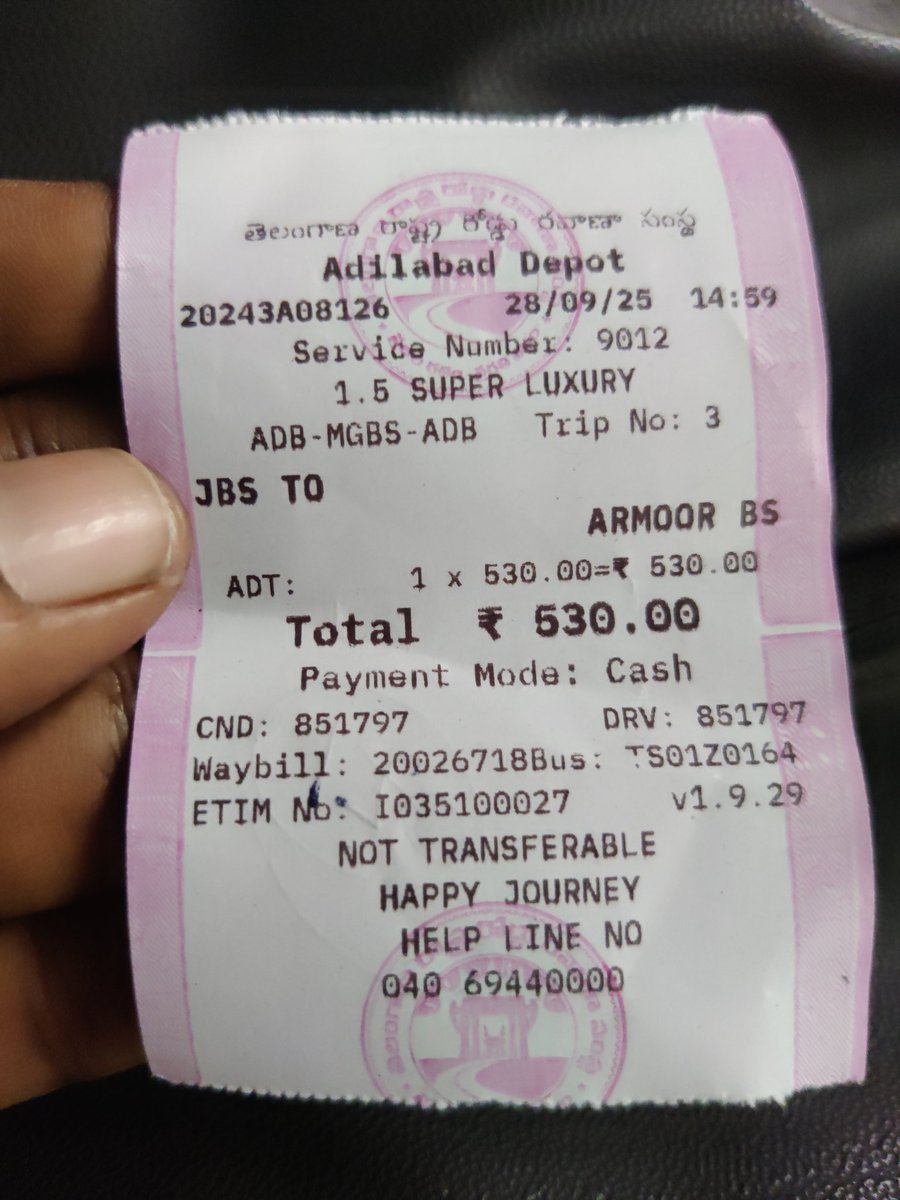 తెలంగాణ రాష్ట్ర రోడ్డు రవాణా సంస్థ
Adilabad Depot
20243A08126 28/09/25 14:59
Service Number: 9012
1.5 SUPER LUXURY
ADB-MGBS-ADB Trip No: 3
JBS TO
ARMOOR BS
ADT: 1 x 530.00=₹ 530.00
Total ₹ 530.00
Payment Mode: Cash
CND: 851797 DRV: 851797
Waybill: 20026718Bus: TS01Z0164
ETIM No: I035100027 v1.9.29
NOT TRANSFERABLE
HAPPY JOURNEY
HELP LINE NO
040 69440000